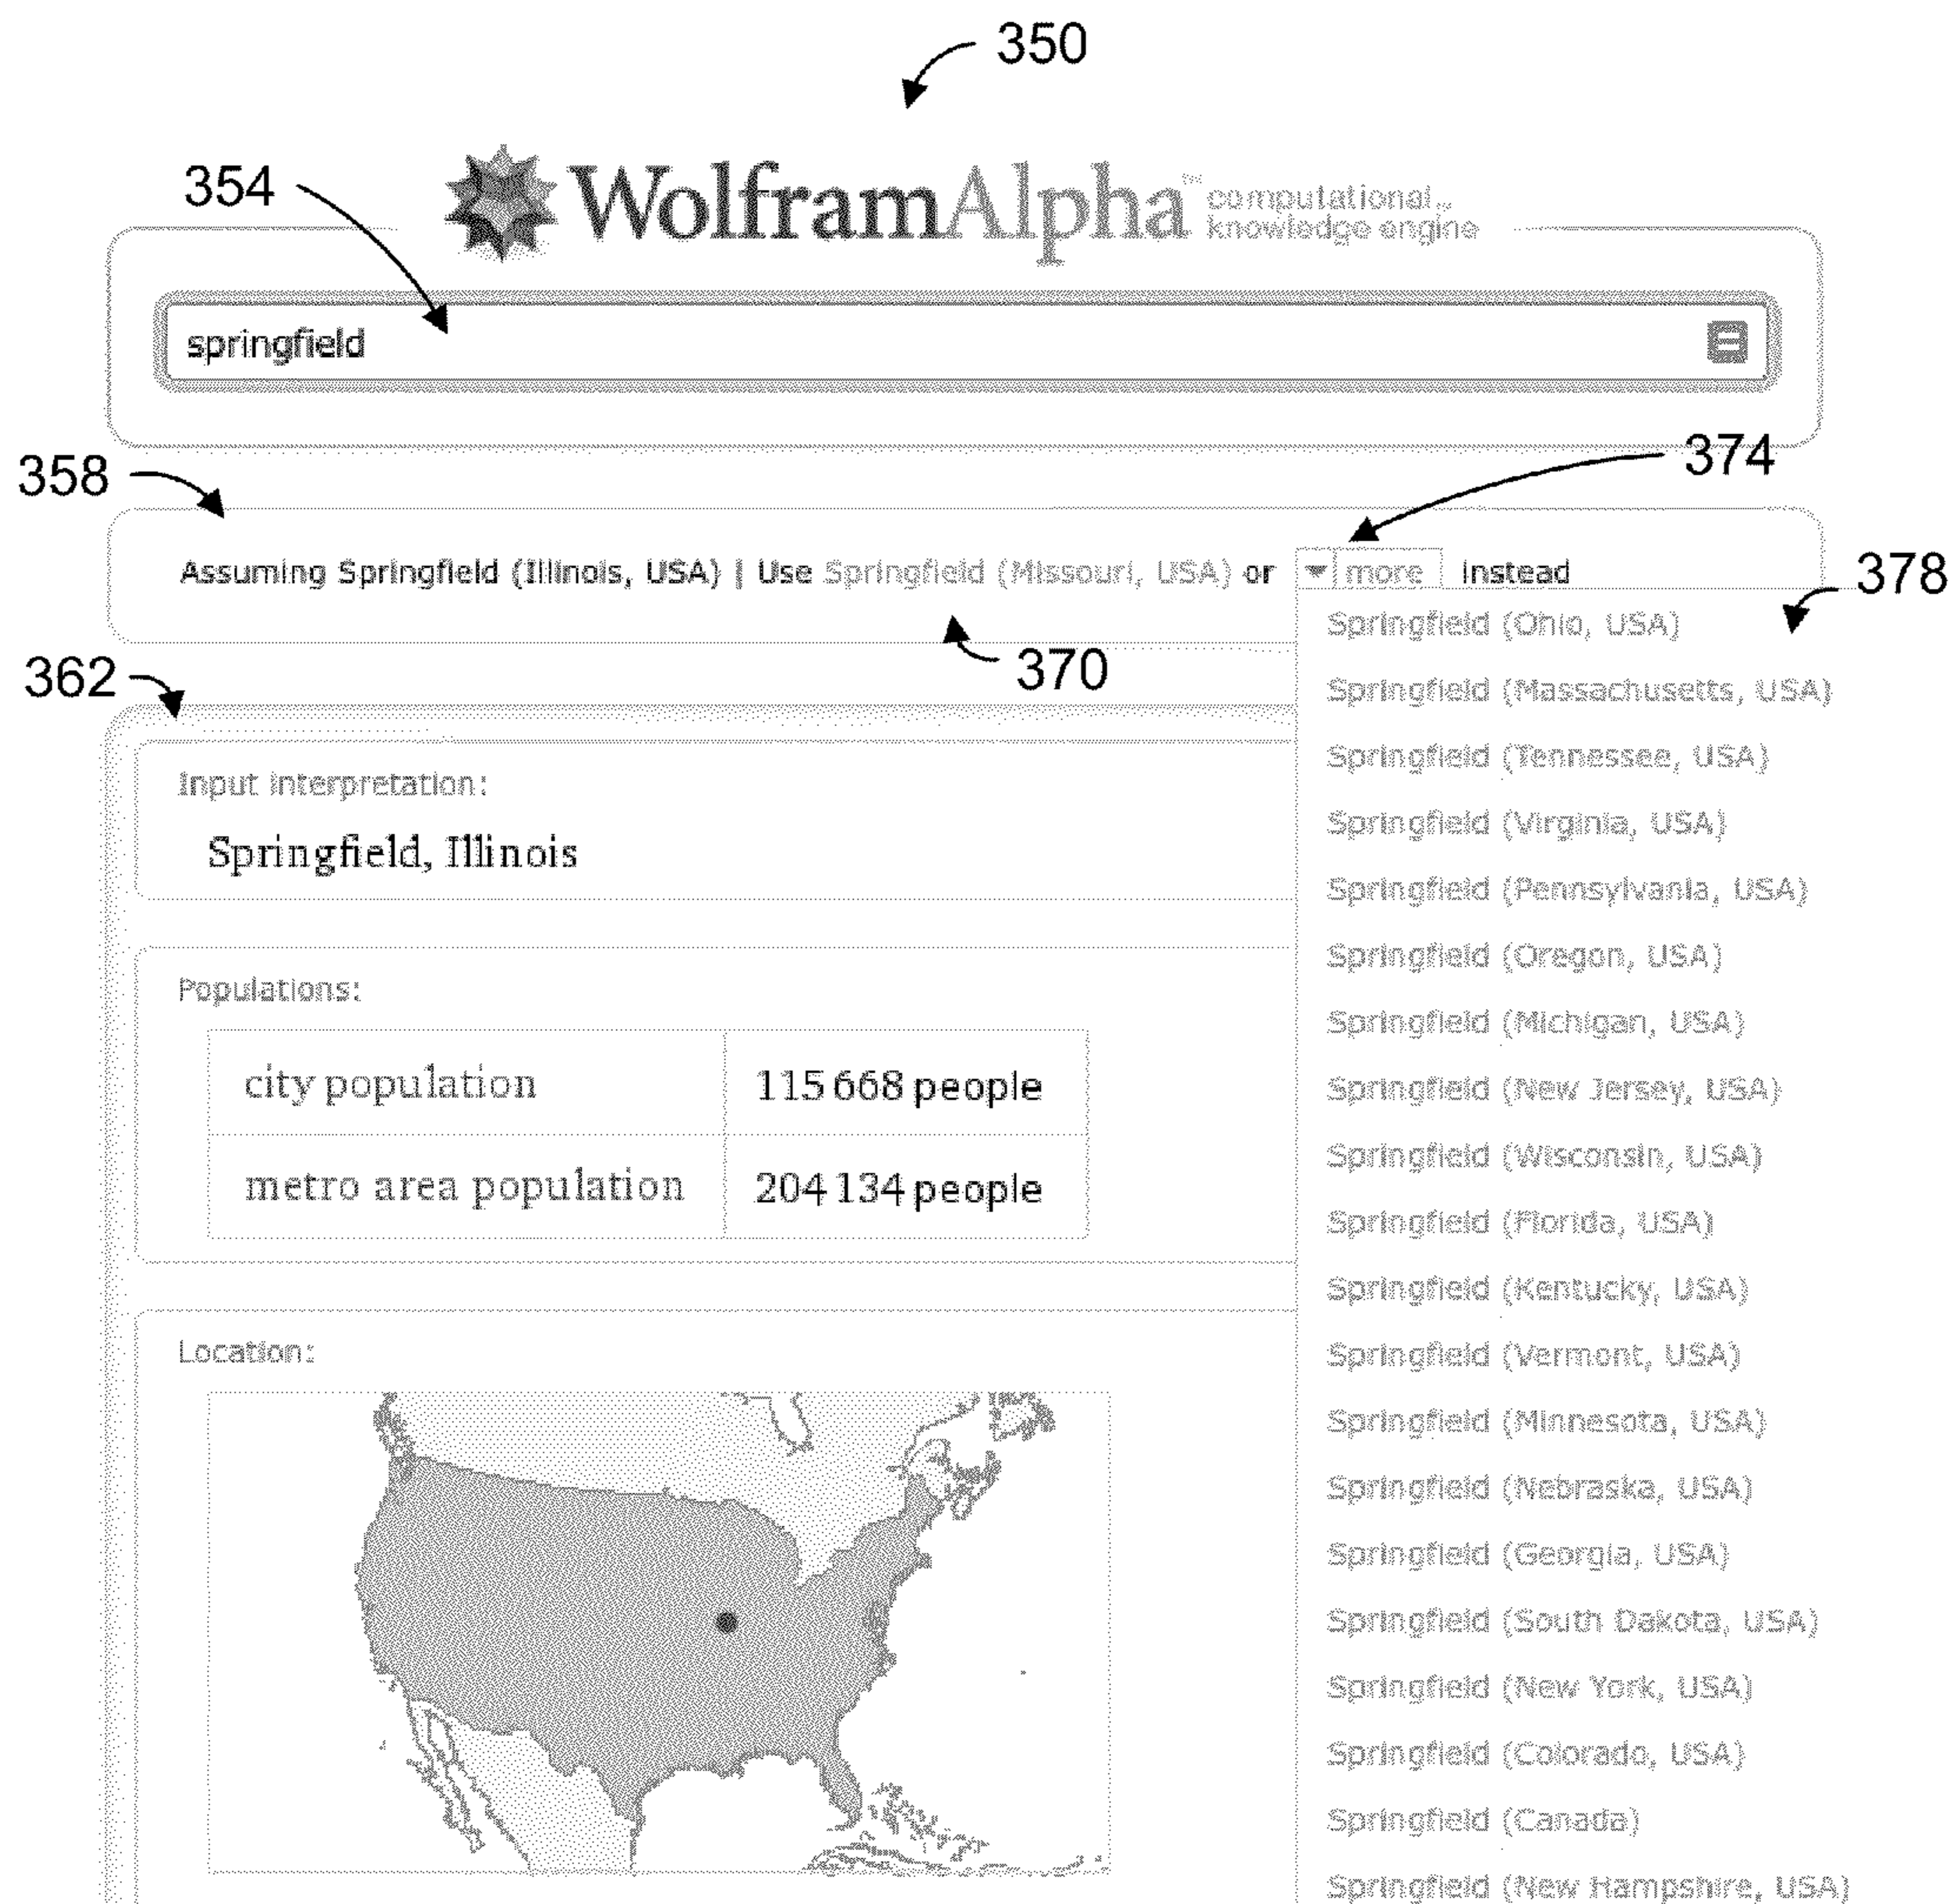 350
354
WolframAlpha™ computational
knowledge engine
springfield
374
358
Assuming Springfield (Illinois, USA) | Use Springfield (Missouri, USA) or more instead
378
370
362
Input interpretation:
Springfield, Illinois
Populations:
city population 115 668 people
metro area population 204 134 people
Location:
Springfield (Ohio, USA)
Springfield (Massachusetts, USA)
Springfield (Tennessee, USA)
Springfield (Virginia, USA)
Springfield (Pennsylvania, USA)
Springfield (Oregon, USA)
Springfield (Michigan, USA)
Springfield (New Jersey, USA)
Springfield (Wisconsin, USA)
Springfield (Florida, USA)
Springfield (Kentucky, USA)
Springfield (Vermont, USA)
Springfield (Minnesota, USA)
Springfield (Nebraska, USA)
Springfield (Georgia, USA)
Springfield (South Dakota, USA)
Springfield (New York, USA)
Springfield (Colorado, USA)
Springfield (Canada)
Springfield (New Hampshire, USA)